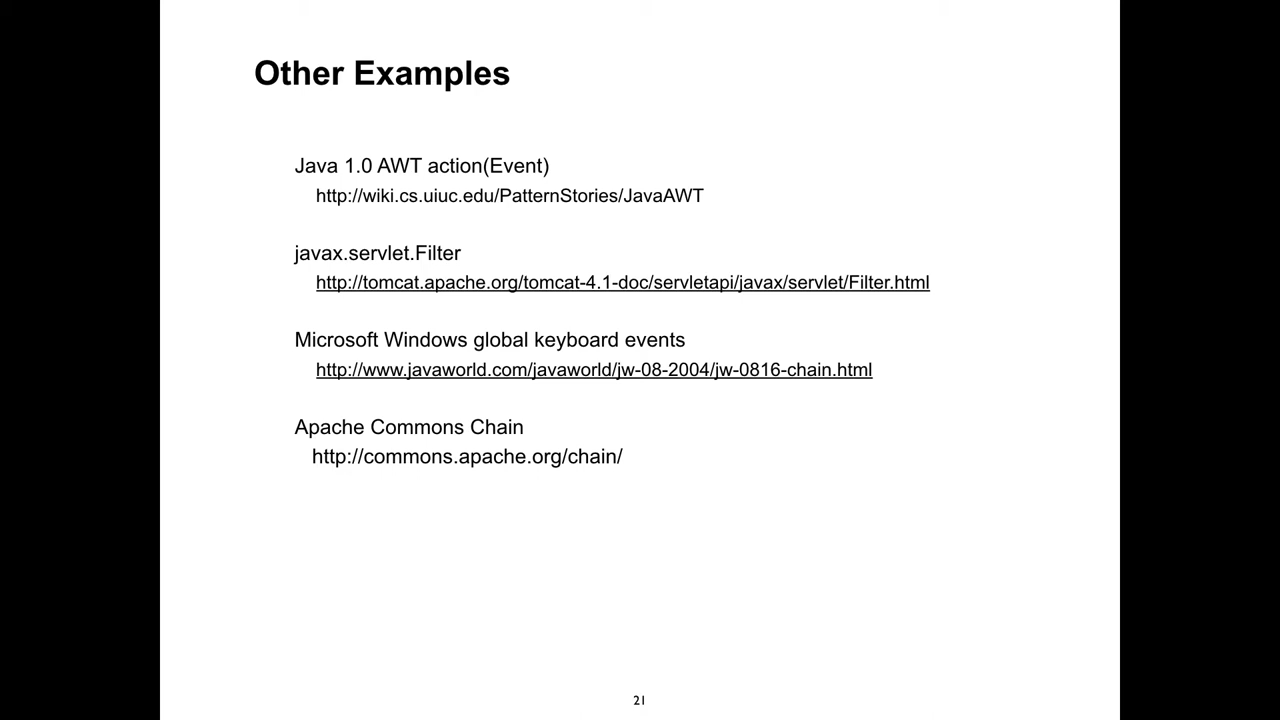 Other Examples
Java 1.0 AWT action(Event)
http://wiki.cs.uiuc.edu/PatternStories/JavaAWT
javax.servlet.Filter
http://tomcat.apache.org/tomcat-4.1-doc/servletapi/javax/servlet/Filter.html
Microsoft Windows global keyboard events
http://www.javaworld.com/javaworld/jw-08-2004/jw-0816-chain.html
Apache Commons Chain
http://commons.apache.org/chain/
21